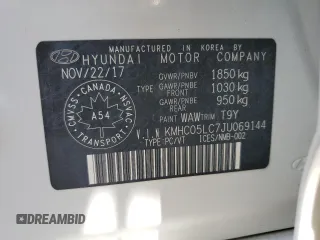 MANUFACTURED IN KOREA BY
HYUNDAI MOTOR COMPANY
NOV/22/17
GVWR/PNBV 1850 kg
TYPE GAWR/PNBE FRONT 1030 kg
GAWR/PNBE REAR 950 kg
CMVSS - CANADA - NSVAC
A54
PAINT WAW TRIM T9Y
V.I.N KMHC05LC7JU069144
TYPE:PC/VT ICES/NMB-002
© AUTOBIDCAR